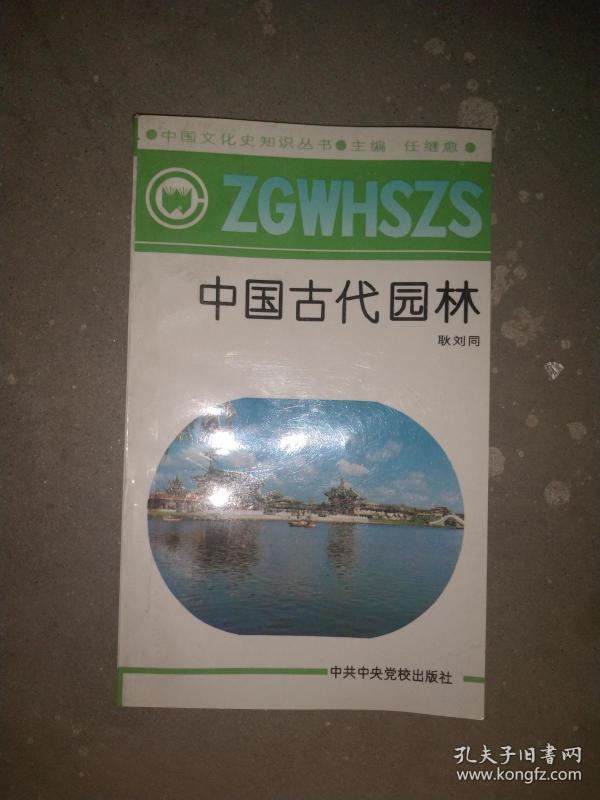 ●中国文化史知识丛书●主编 任继愈●
ZGWHSZS
中国古代园林
耿刘同
中共中央党校出版社
孔夫子旧书网
www.kongfz.com